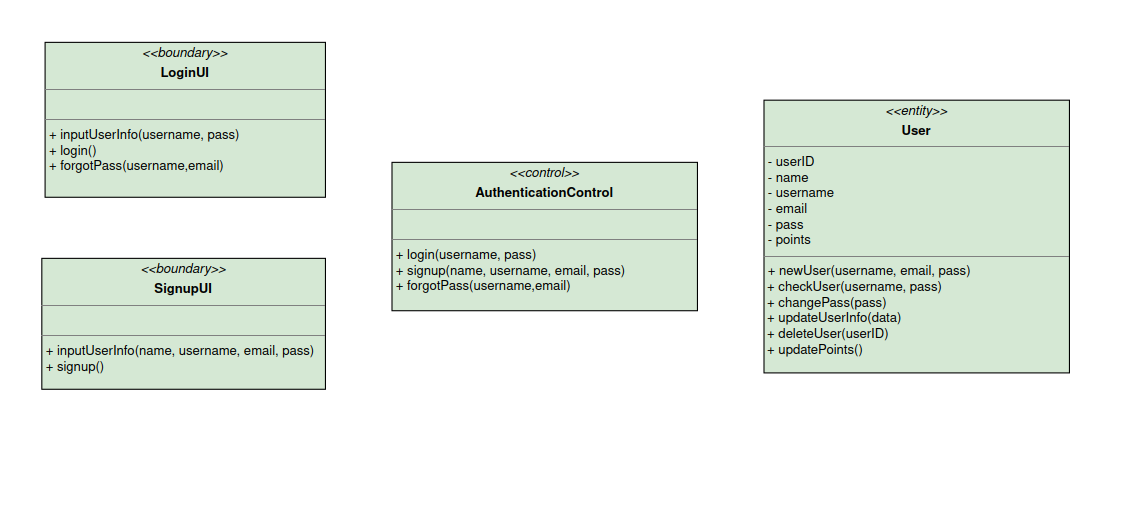 <<boundary>>
LoginUI
+ inputUserInfo(username, pass)
+ login()
+ forgotPass(username,email)
<<boundary>>
SignupUI
+ inputUserInfo(name, username, email, pass)
+ signup()
<<control>>
AuthenticationControl
+ login(username, pass)
+ signup(name, username, email, pass)
+ forgotPass(username,email)
<<entity>>
User
- userID
- name
- username
- email
- pass
- points
+ newUser(username, email, pass)
+ checkUser(username, pass)
+ changePass(pass)
+ updateUserInfo(data)
+ deleteUser(userID)
+ updatePoints()